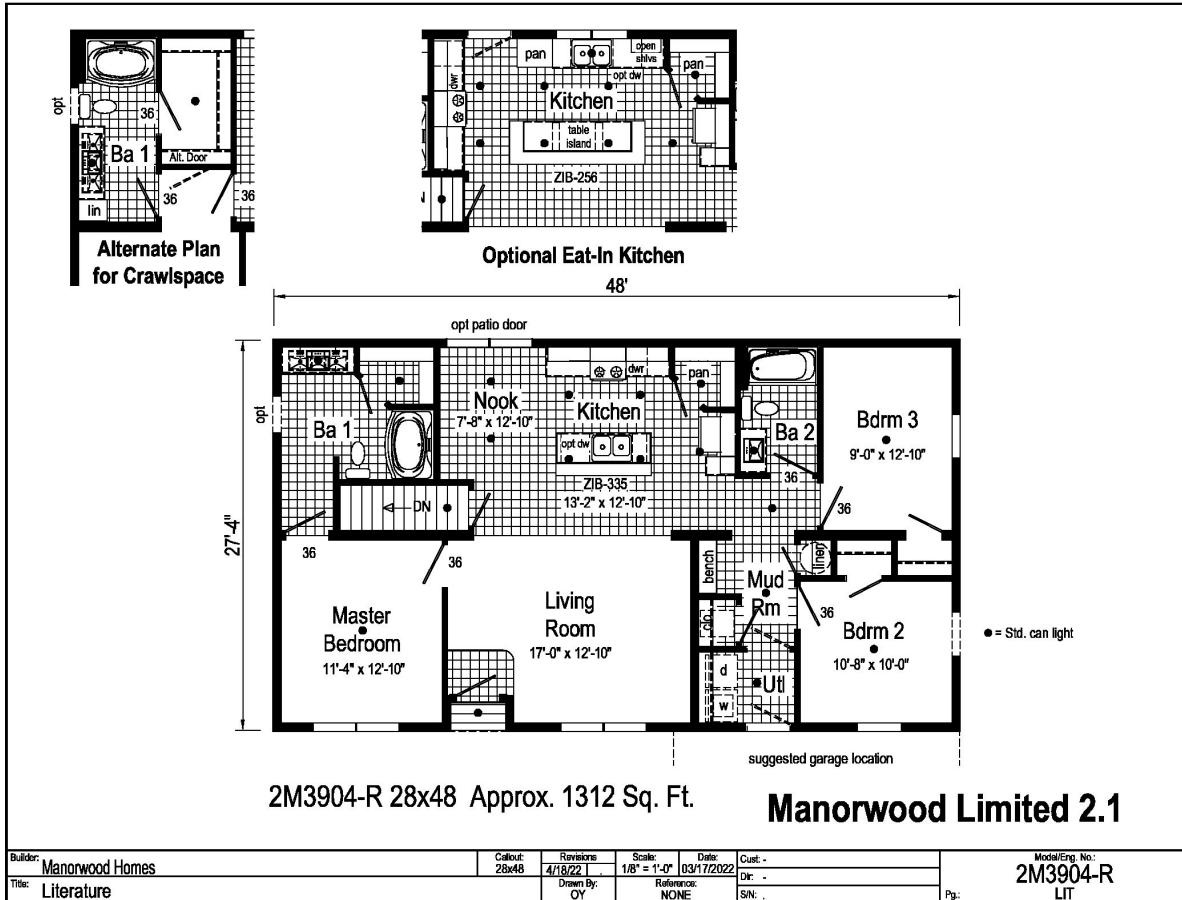 opt
36
Ba 1
Alt. Door
36
36
lin
Alternate Plan
for Crawlspace
pan
open
shlvs
pan
dwr
opt dw
Kitchen
table
island
ZIB-256
Optional Eat-In Kitchen
48'
opt patio door
27'-4"
opt
Ba 1
Nook
7'-8" x 12'-10"
dwr
Kitchen
pan
opt dw
ZIB-335
13'-2" x 12'-10"
Ba 2
36
Bdrm 3
9'-0" x 12'-10"
36
DN
36
36
Master
Bedroom
11'-4" x 12'-10"
Living
Room
17'-0" x 12'-10"
bench
Mud
Rm
linen
36
clo
d
w
Utl
Bdrm 2
10'-8" x 10'-0"
● = Std. can light
suggested garage location
2M3904-R 28x48 Approx. 1312 Sq. Ft.
Manorwood Limited 2.1
Builder: Manorwood Homes
Title: Literature
Callout:
28x48
Revisions
4/18/22
Scale:
1/8" = 1'-0"
Date:
03/17/2022
Drawn By:
OY
Reference:
NONE
Cust: -
Dir: -
S/N: .
Model/Eng. No.:
2M3904-R
Pg.: LIT